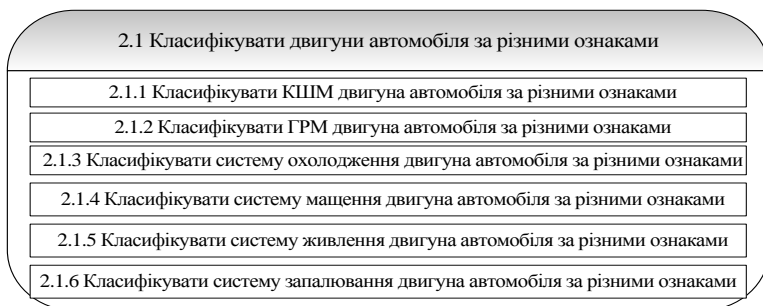 2.1 Класифікувати двигуни автомобіля за різними ознаками
2.1.1 Класифікувати КШМ двигуна автомобіля за різними ознаками
2.1.2 Класифікувати ГРМ двигуна автомобіля за різними ознаками
2.1.3 Класифікувати систему охолодження двигуна автомобіля за різними ознаками
2.1.4 Класифікувати систему мащення двигуна автомобіля за різними ознаками
2.1.5 Класифікувати систему живлення двигуна автомобіля за різними ознаками
2.1.6 Класифікувати систему запалювання двигуна автомобіля за різними ознаками